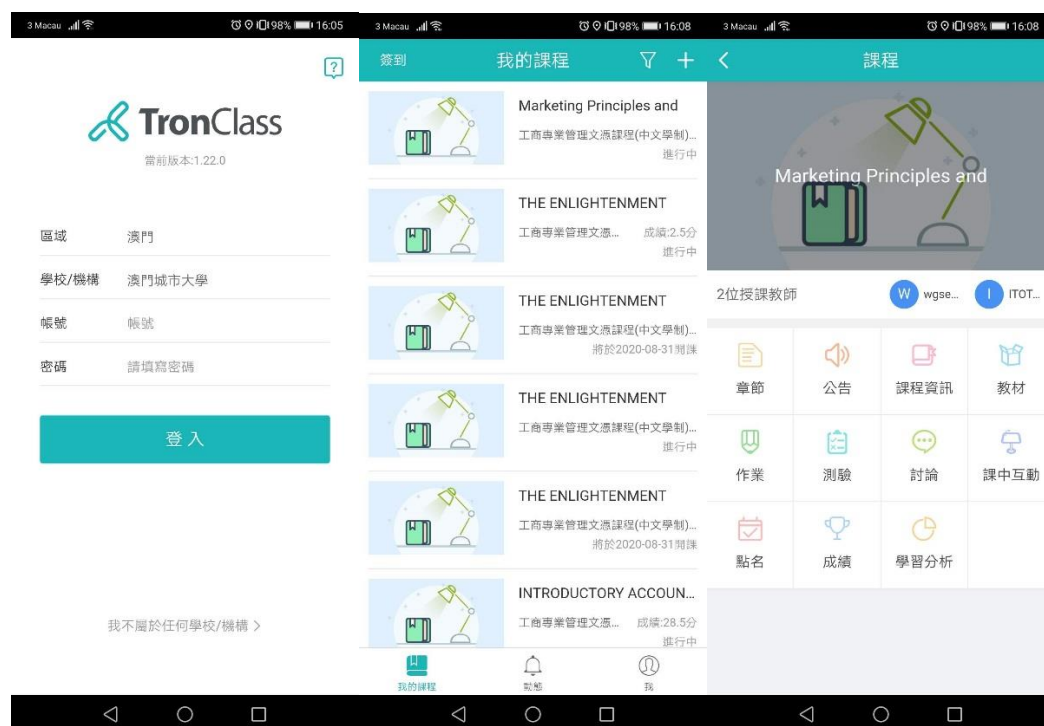 3 Macau 98% 16:05
?
TronClass
當前版本:1.22.0
區域 澳門
學校/機構 澳門城市大學
帳號 帳號
密碼 請填寫密碼
登入
我不屬於任何學校/機構 >
3 Macau 98% 16:08
簽到 我的課程 +
Marketing Principles and
工商專業管理文憑課程(中文學制)...
進行中
THE ENLIGHTENMENT
工商專業管理文憑... 成績:2.5分
進行中
THE ENLIGHTENMENT
工商專業管理文憑課程(中文學制)...
將於2020-08-31開課
THE ENLIGHTENMENT
工商專業管理文憑課程(中文學制)...
進行中
THE ENLIGHTENMENT
工商專業管理文憑課程(中文學制)...
將於2020-08-31開課
INTRODUCTORY ACCOUN...
工商專業管理文憑... 成績:28.5分
進行中
我的課程 動態 我
3 Macau 98% 16:08
課程
Marketing Principles and
2位授課教師 W wgse... I ITOT...
章節 公告 課程資訊 教材
作業 測驗 討論 課中互動
點名 成績 學習分析